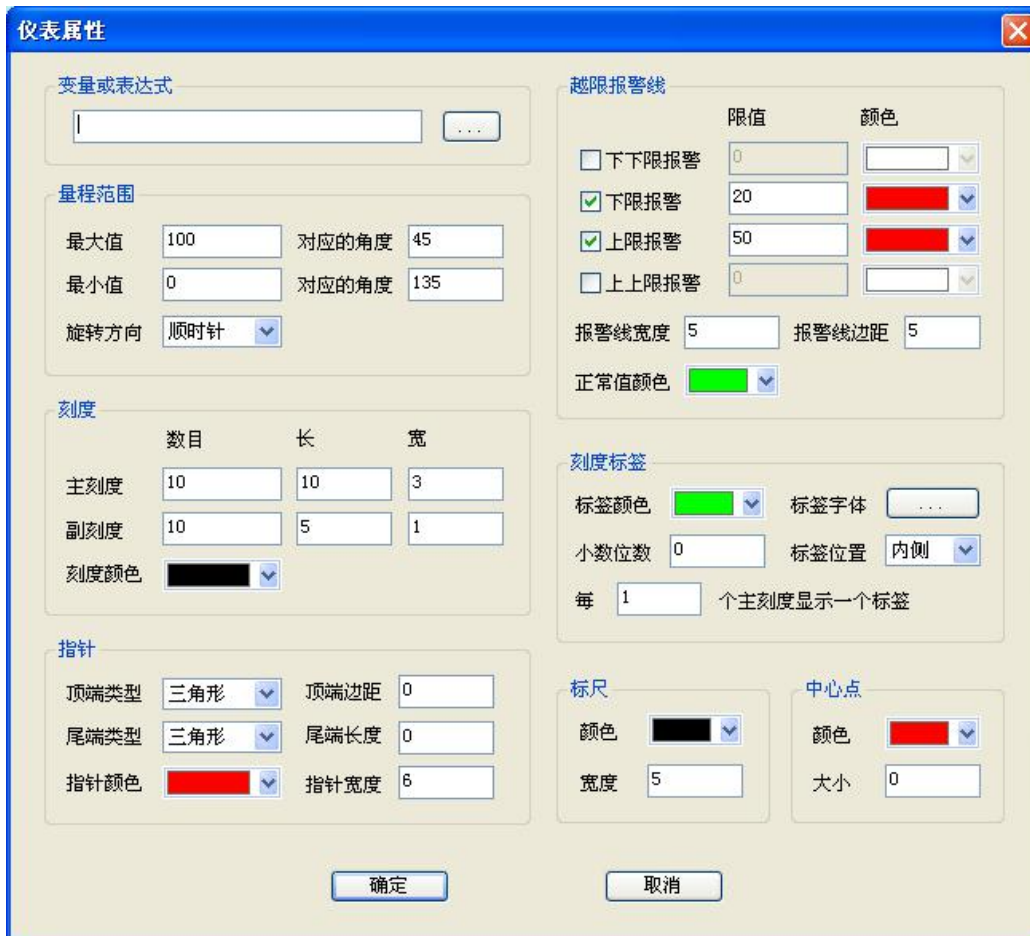 仪表属性
变量或表达式
...
量程范围
最大值 100 对应的角度 45
最小值 0 对应的角度 135
旋转方向 顺时针
刻度
数目 长 宽
主刻度 10 10 3
副刻度 10 5 1
刻度颜色
指针
顶端类型 三角形 顶端边距 0
尾端类型 三角形 尾端长度 0
指针颜色 指针宽度 6
越限报警线
限值 颜色
下下限报警 0
下限报警 20
上限报警 50
上上限报警 0
报警线宽度 5 报警线边距 5
正常值颜色
刻度标签
标签颜色 标签字体 ...
小数位数 0 标签位置 内侧
每 1 个主刻度显示一个标签
标尺
颜色
宽度 5
中心点
颜色
大小 0
确定 取消